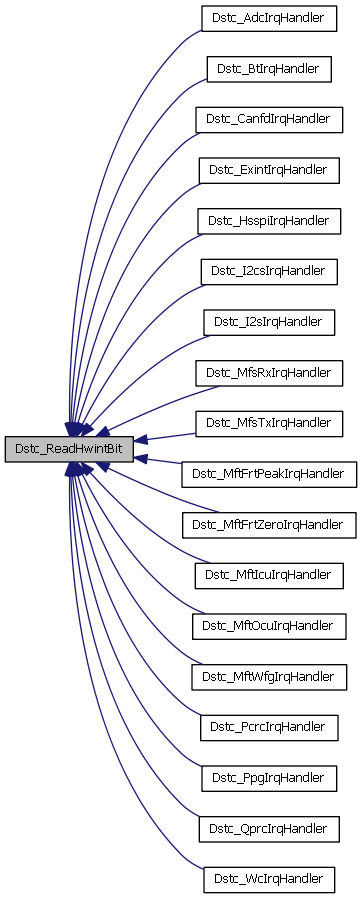 Dstc_AdcIrqHandler
Dstc_BtIrqHandler
Dstc_CanfdIrqHandler
Dstc_ExintIrqHandler
Dstc_HsspiIrqHandler
Dstc_I2csIrqHandler
Dstc_I2sIrqHandler
Dstc_MfsRxIrqHandler
Dstc_MfsTxIrqHandler
Dstc_ReadHwintBit
Dstc_MftFrtPeakIrqHandler
Dstc_MftFrtZeroIrqHandler
Dstc_MftIcuIrqHandler
Dstc_MftOcuIrqHandler
Dstc_MftWfgIrqHandler
Dstc_PcrcIrqHandler
Dstc_PpgIrqHandler
Dstc_QprcIrqHandler
Dstc_WcIrqHandler